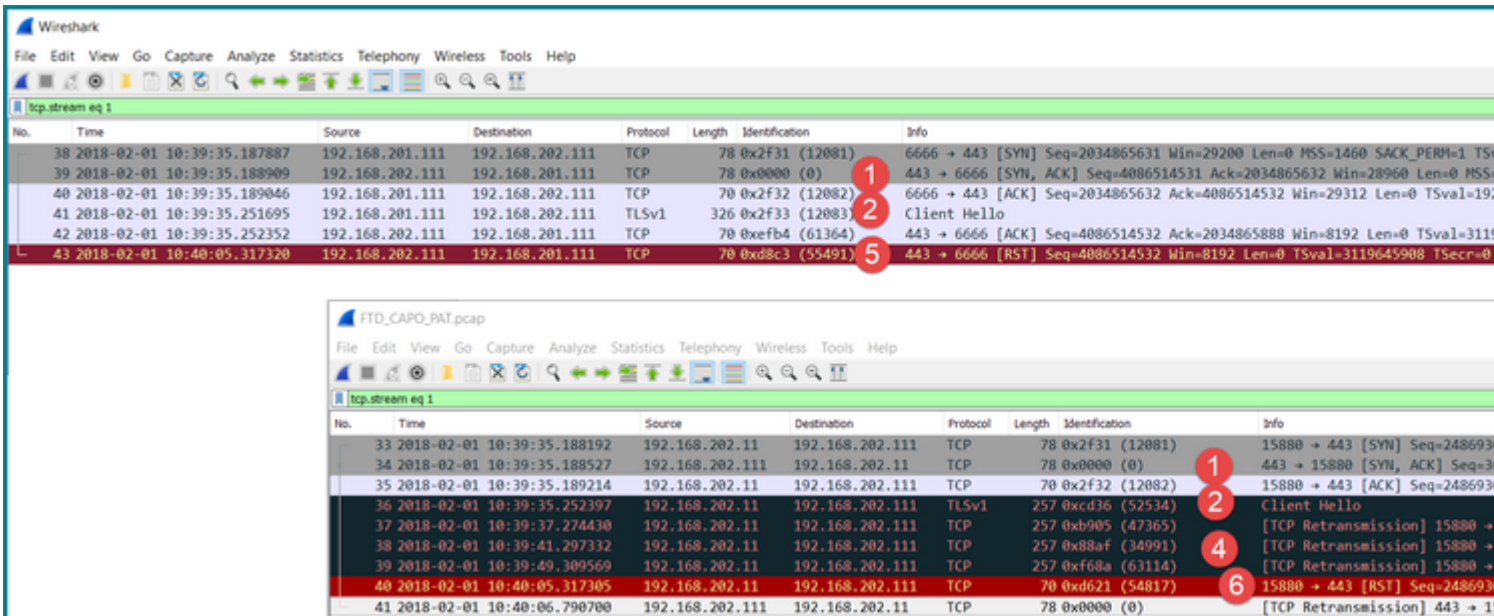 Wireshark
File Edit View Go Capture Analyze Statistics Telephony Wireless Tools Help
tcp.stream eq 1
No. Time Source Destination Protocol Length Identification Info
38 2018-02-01 10:39:35.187887 192.168.201.111 192.168.202.111 TCP 78 0x2f31 (12081) 6666 → 443 [SYN] Seq=2034865631 Win=29200 Len=0 MSS=1460 SACK_PERM=1 TSv
39 2018-02-01 10:39:35.188909 192.168.202.111 192.168.201.111 TCP 78 0x0000 (0) 1 443 → 6666 [SYN, ACK] Seq=4086514531 Ack=2034865632 Win=28960 Len=0 MSS=
40 2018-02-01 10:39:35.189046 192.168.201.111 192.168.202.111 TCP 70 0x2f32 (12082) 6666 → 443 [ACK] Seq=2034865632 Ack=4086514532 Win=29312 Len=0 TSval=192
41 2018-02-01 10:39:35.251695 192.168.201.111 192.168.202.111 TLSv1 326 0x2f33 (12083) 2 Client Hello
42 2018-02-01 10:39:35.252352 192.168.202.111 192.168.201.111 TCP 70 0xefb4 (61364) 443 → 6666 [ACK] Seq=4086514532 Ack=2034865888 Win=8192 Len=0 TSval=3119
43 2018-02-01 10:40:05.317320 192.168.202.111 192.168.201.111 TCP 70 0xd8c3 (55491) 5 443 → 6666 [RST] Seq=4086514532 Win=8192 Len=0 TSval=3119645908 TSecr=0
FTD_CAPO_PAT.pcap
File Edit View Go Capture Analyze Statistics Telephony Wireless Tools Help
tcp.stream eq 1
No. Time Source Destination Protocol Length Identification Info
33 2018-02-01 10:39:35.188192 192.168.202.11 192.168.202.111 TCP 78 0x2f31 (12081) 15880 → 443 [SYN] Seq=248693
34 2018-02-01 10:39:35.188527 192.168.202.111 192.168.202.11 TCP 78 0x0000 (0) 1 443 → 15880 [SYN, ACK] Seq=3
35 2018-02-01 10:39:35.189214 192.168.202.11 192.168.202.111 TCP 70 0x2f32 (12082) 15880 → 443 [ACK] Seq=248693
36 2018-02-01 10:39:35.252397 192.168.202.11 192.168.202.111 TLSv1 257 0xcd36 (52534) 2 Client Hello
37 2018-02-01 10:39:37.274430 192.168.202.11 192.168.202.111 TCP 257 0xb905 (47365) [TCP Retransmission] 15880 →
38 2018-02-01 10:39:41.297332 192.168.202.11 192.168.202.111 TCP 257 0x88af (34991) 4 [TCP Retransmission] 15880 →
39 2018-02-01 10:39:49.309569 192.168.202.11 192.168.202.111 TCP 257 0xf68a (63114) [TCP Retransmission] 15880 →
40 2018-02-01 10:40:05.317305 192.168.202.11 192.168.202.111 TCP 70 0xd621 (54817) 6 15880 → 443 [RST] Seq=248693
41 2018-02-01 10:40:06.790700 192.168.202.111 192.168.202.11 TCP 78 0x0000 (0) [TCP Retransmission] 443 → 1